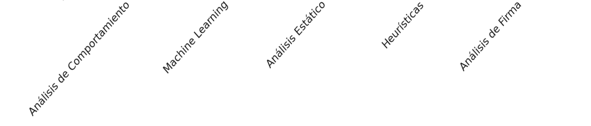 Análisis de Comportamiento
Machine Learning
Análisis Estático
Heurísticas
Análisis de Firma